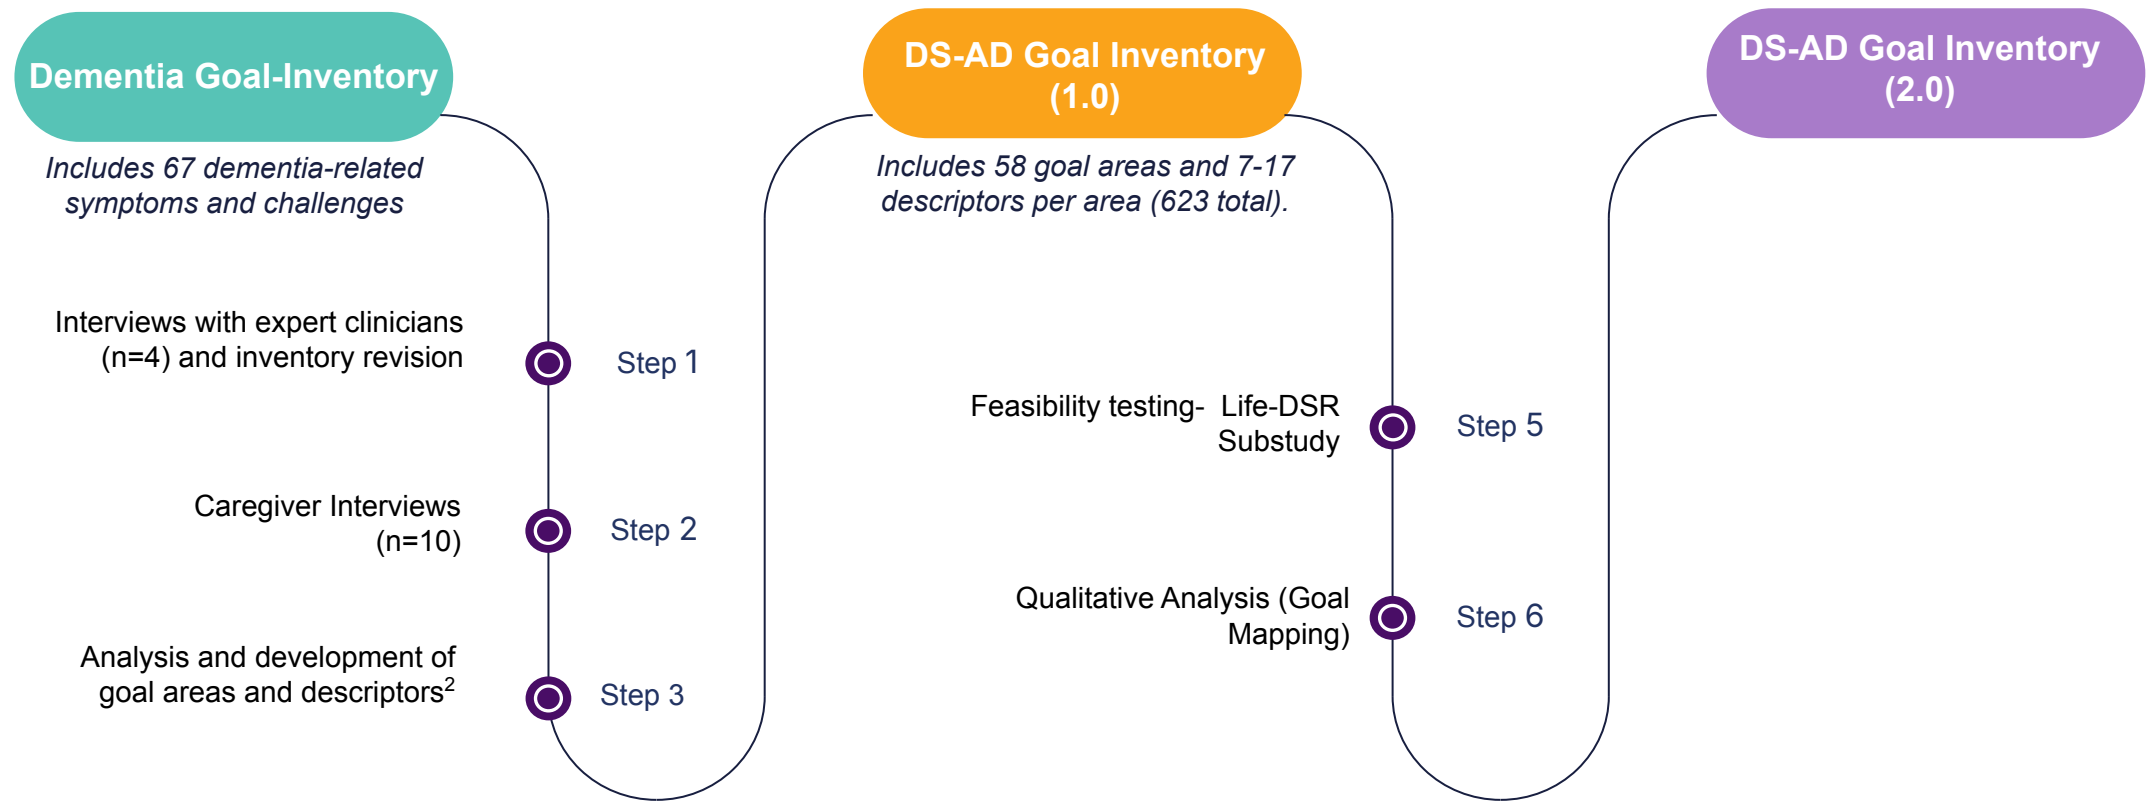 Dementia Goal-Inventory
Includes 67 dementia-related
symptoms and challenges
Interviews with expert clinicians
(n=4) and inventory revision
Step 1
Caregiver Interviews
(n=10)
Step 2
Analysis and development of
goal areas and descriptors2
Step 3
DS-AD Goal Inventory
(1.0)
Includes 58 goal areas and 7-17
descriptors per area (623 total).
Feasibility testing- Life-DSR
Substudy
Step 5
Qualitative Analysis (Goal
Mapping)
Step 6
DS-AD Goal Inventory
(2.0)